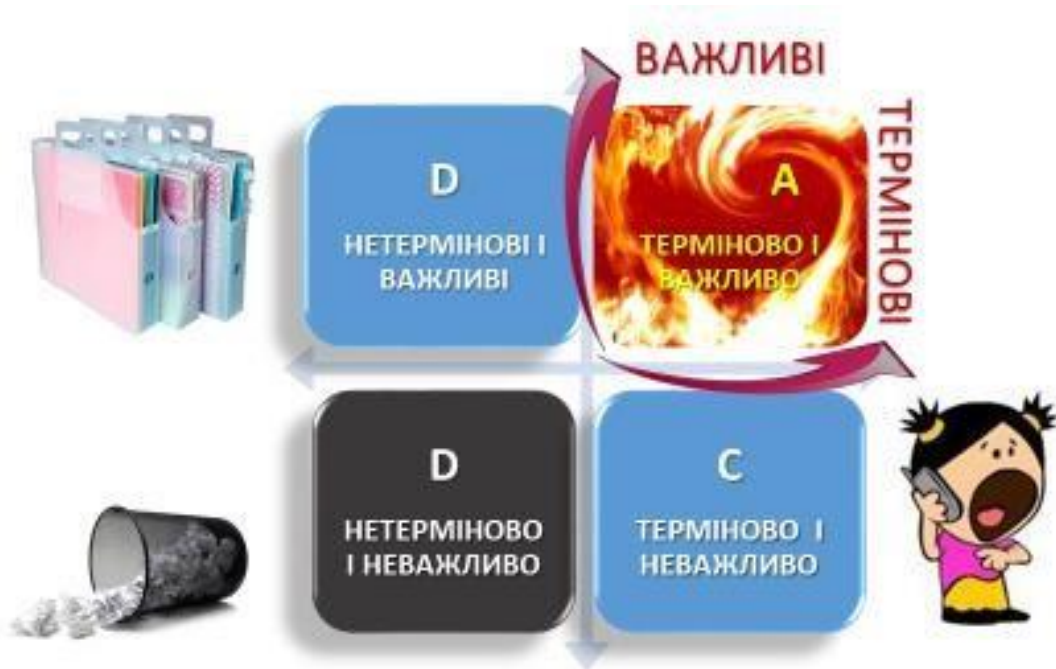 ВАЖЛИВІ
ТЕРМІНОВІ
D
НЕТЕРМІНОВІ І
ВАЖЛИВІ
A
ТЕРМІНОВО І
ВАЖЛИВО
D
НЕТЕРМІНОВО
І НЕВАЖЛИВО
C
ТЕРМІНОВО І
НЕВАЖЛИВО